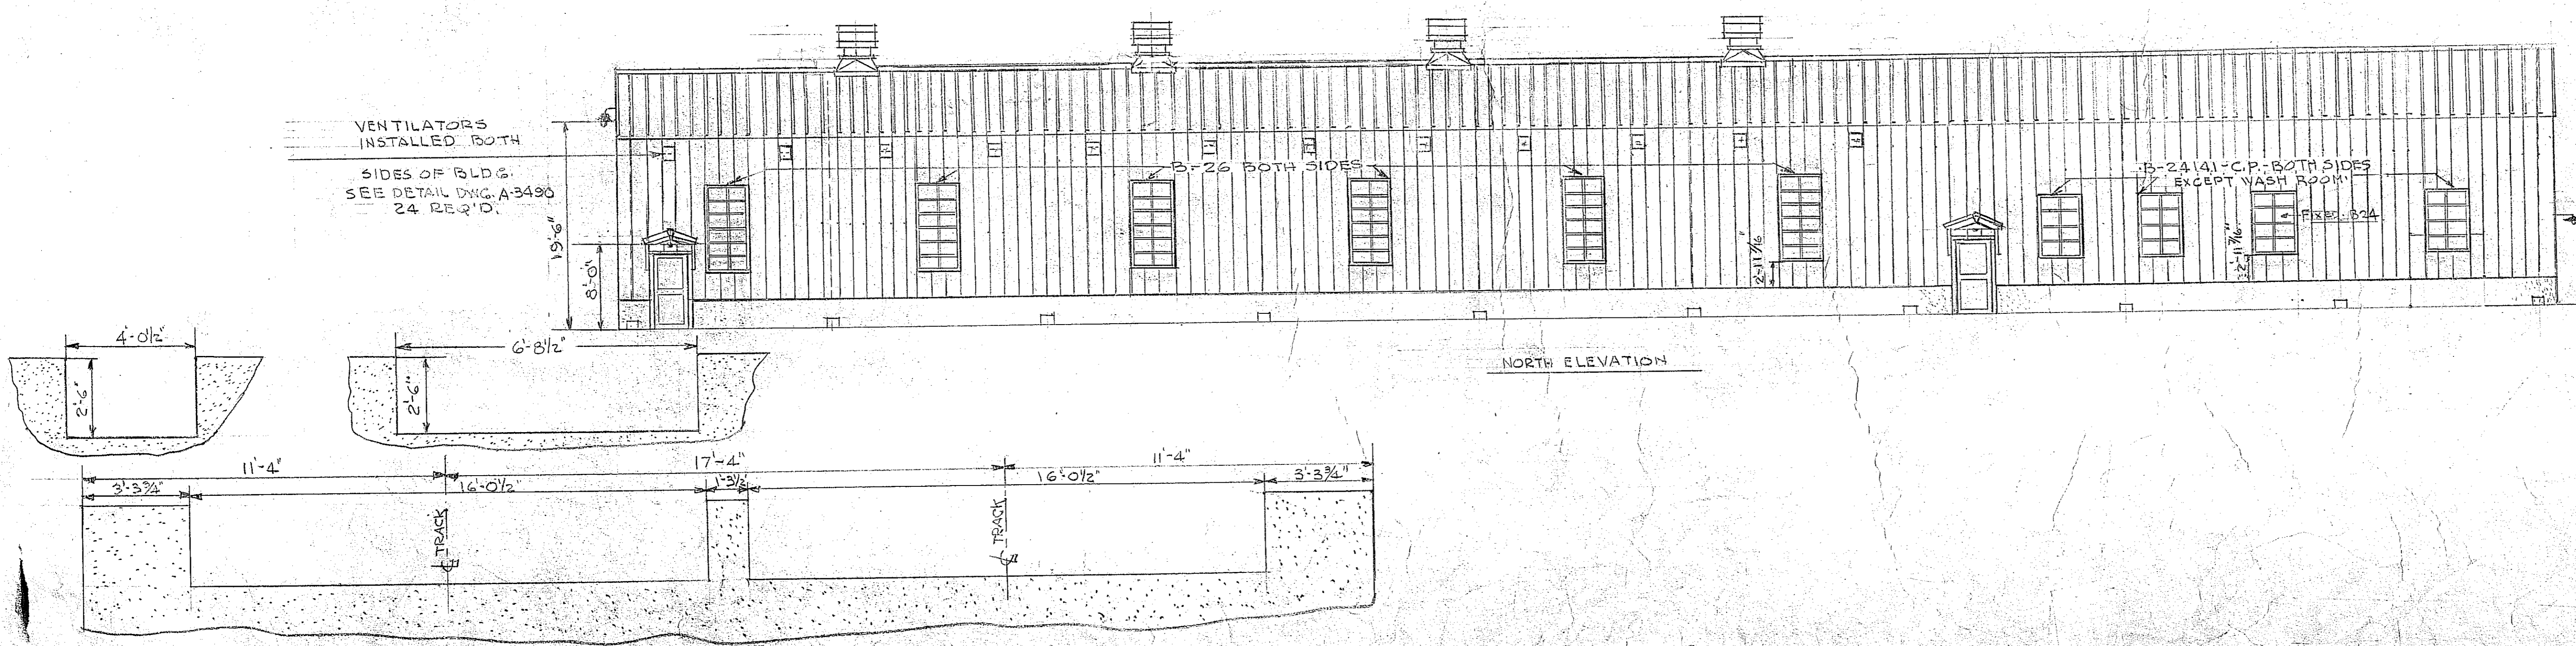 VENTILATORS
INSTALLED BOTH
SIDES OF BLDG.
SEE DETAIL DWG. A-3490
24 REQ'D.
19'-6"
8'-0"
B-26 BOTH SIDES
B-24141-C.P.-BOTH SIDES
EXCEPT WASH ROOM
FIXED-B24
2'-11 7/16"
2'-11 7/16"
NORTH ELEVATION
4'-0 1/2"
2'-6"
6'-8 1/2"
2'-6"
11'-4"
17'-4"
11'-4"
3'-3 3/4"
16'-0 1/2"
1'-3 1/2"
16'-0 1/2"
3'-3 3/4"
TRACK
TRACK